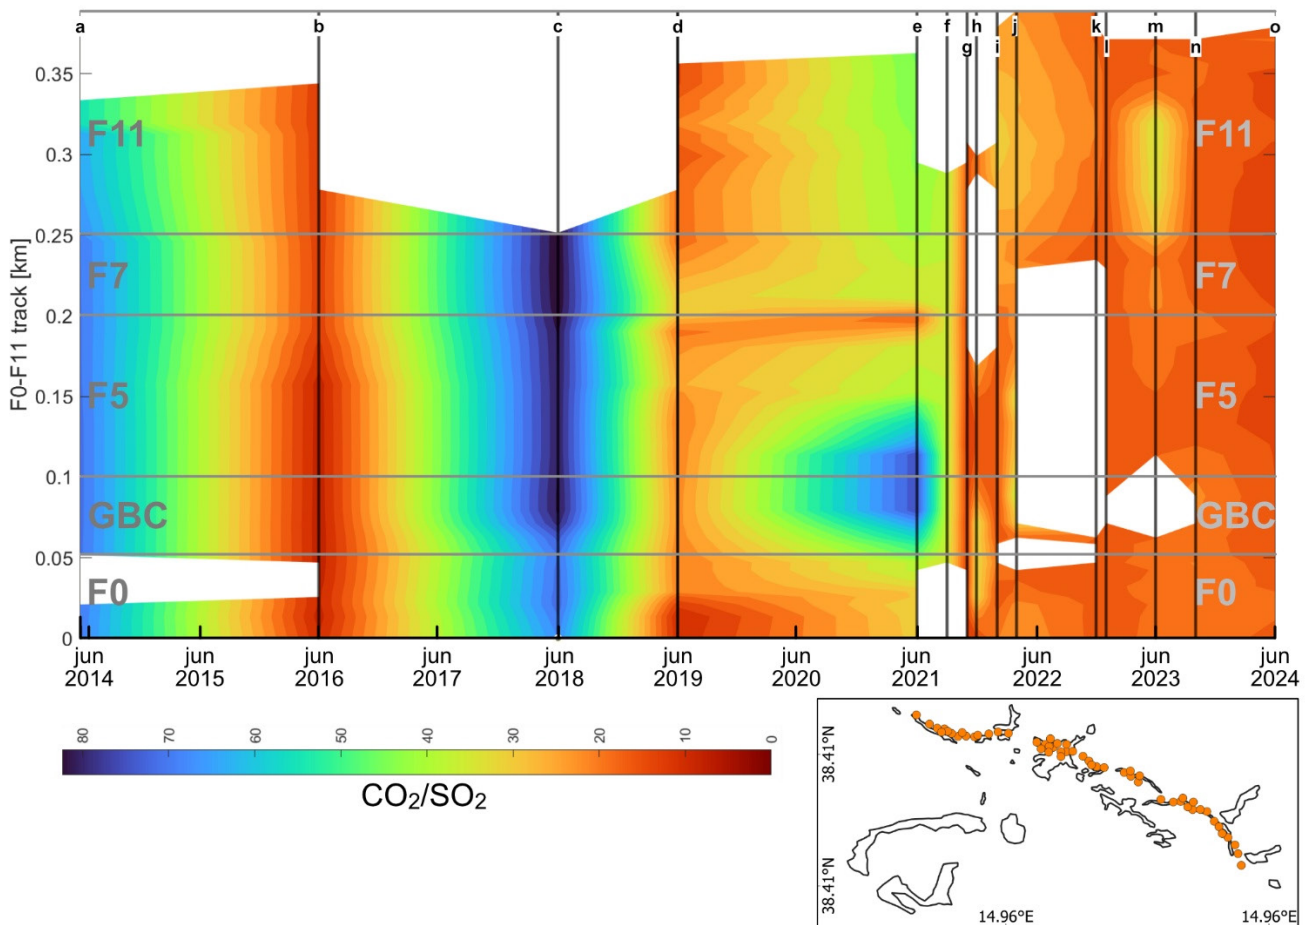 a b c d e f g h i j k l m n o
F0-F11 track [km]
0.35
0.3
0.25
0.2
0.15
0.1
0.05
0
F11 F11
F7 F7
F5 F5
GBC GBC
F0 F0
jun jun jun jun jun jun jun jun jun jun jun
2014 2015 2016 2017 2018 2019 2020 2021 2022 2023 2024
80 70 60 50 40 30 20 10 0
CO₂/SO₂
38.41°N
38.41°N
14.96°E 14.96°E